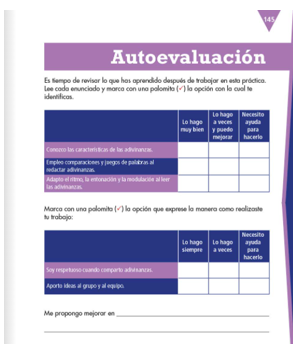 145
Autoevaluación
Es tiempo de revisar lo que has aprendido después de trabajar en esta práctica.
Lee cada enunciado y marca con una palomita (✓) la opción con la cual te
identificas.
Lo hago
muy bien
Lo hago
a veces
y puedo
mejorar
Necesito
ayuda
para
hacerlo
Conozco las características de las adivinanzas.
Empleo comparaciones y juegos de palabras al
redactar adivinanzas.
Adapto el ritmo, la entonación y la modulación al leer
las adivinanzas.
Marca con una palomita (✓) la opción que exprese la manera como realizaste
tu trabajo:
Lo hago
siempre
Lo hago
a veces
Necesito
ayuda
para
hacerlo
Soy respetuoso cuando comparto adivinanzas.
Aporto ideas al grupo y al equipo.
Me propongo mejorar en